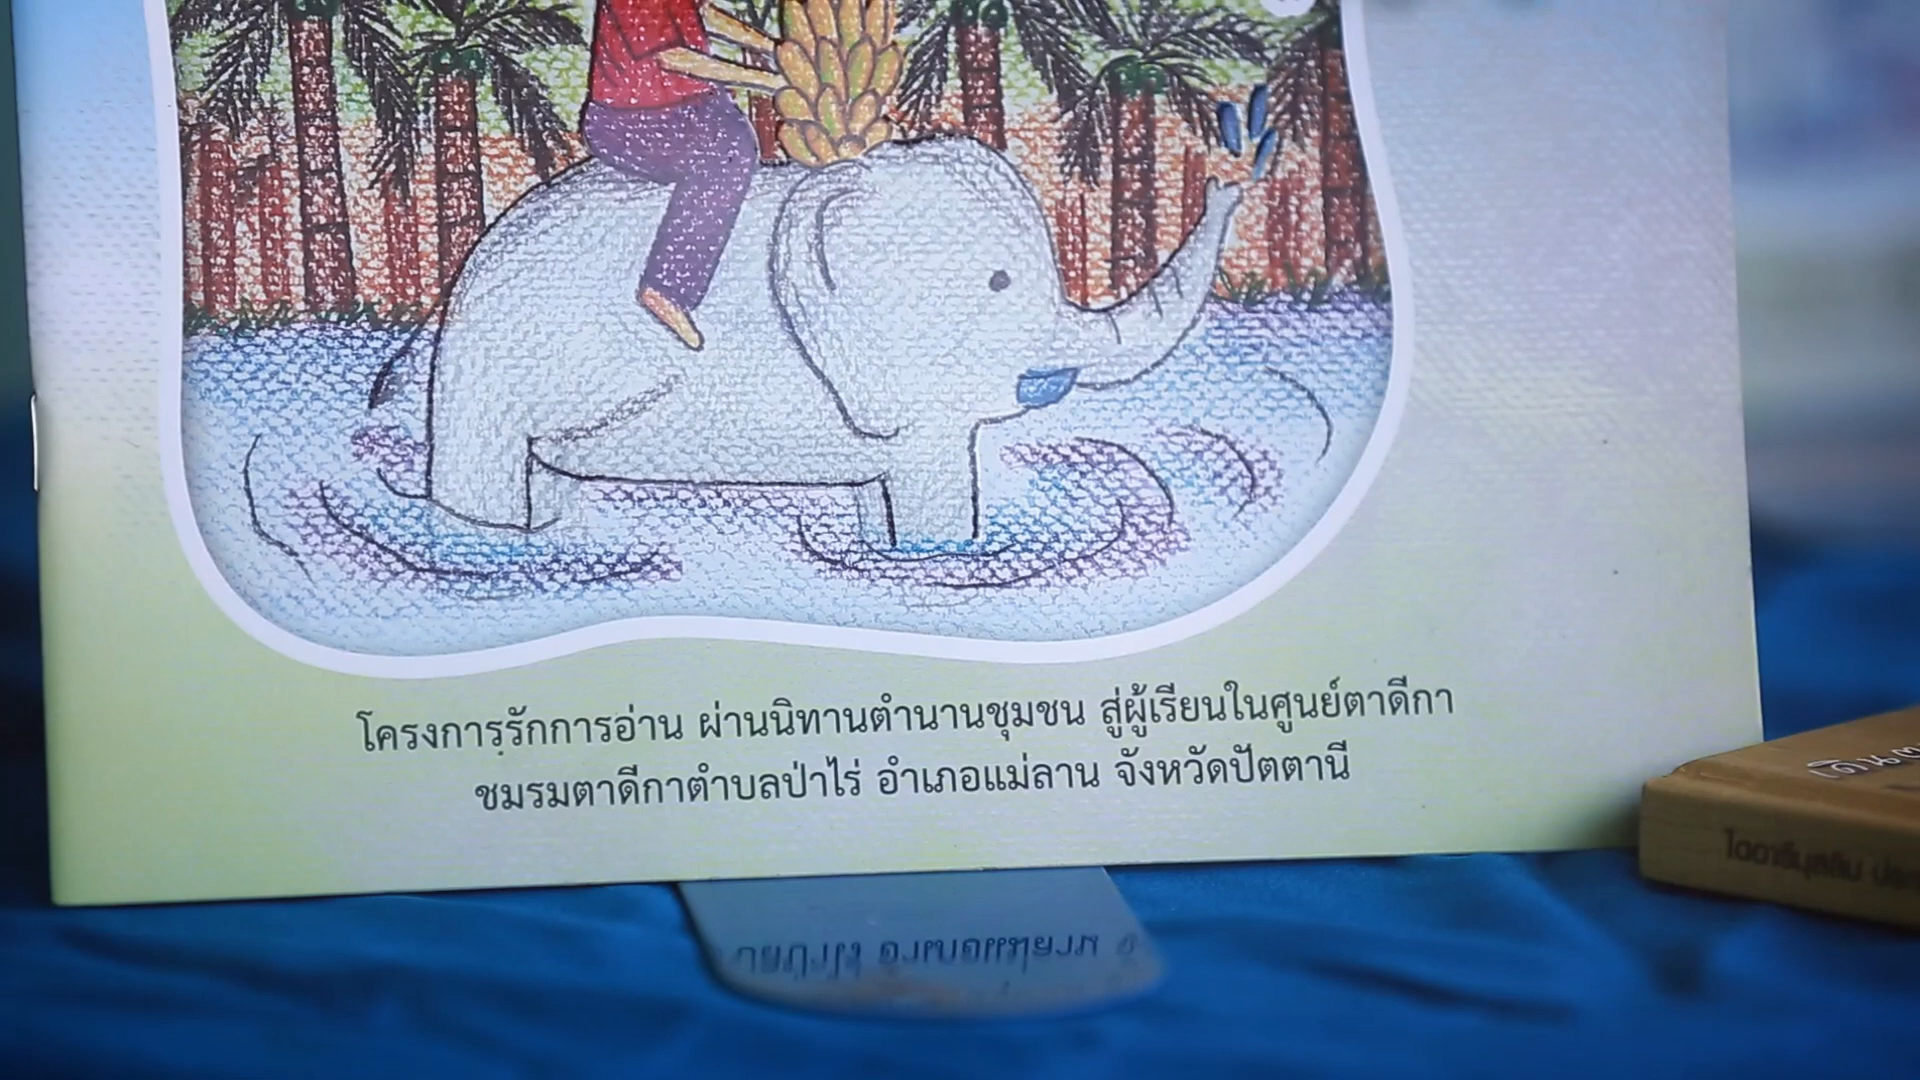 โครงการรักการอ่าน ผ่านนิทานตำนานชุมชน สู่ผู้เรียนในศูนย์ตาดีกา
ชมรมตาดีกาตำบลป่าไร่ อำเภอแม่ลาน จังหวัดปัตตานี